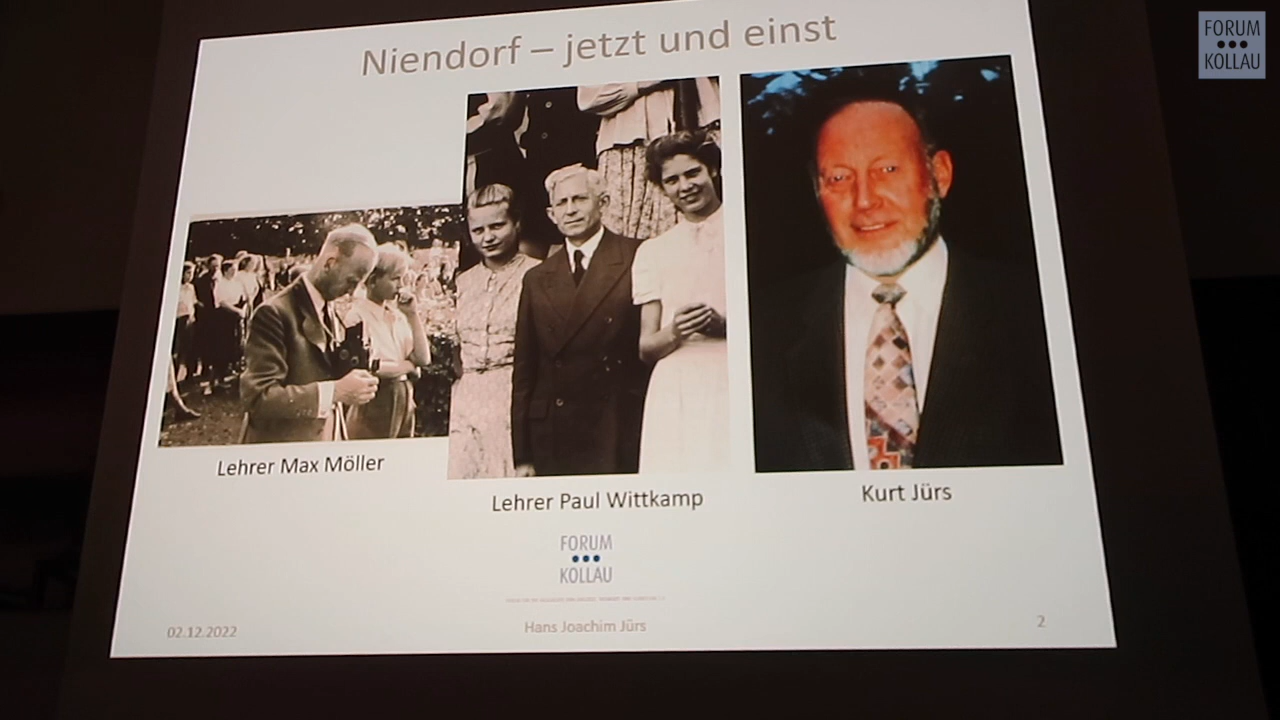 FORUM
KOLLAU
Niendorf – jetzt und einst
Lehrer Max Möller
Lehrer Paul Wittkamp
Kurt Jürs
FORUM
KOLLAU
02.12.2022
Hans Joachim Jürs
2